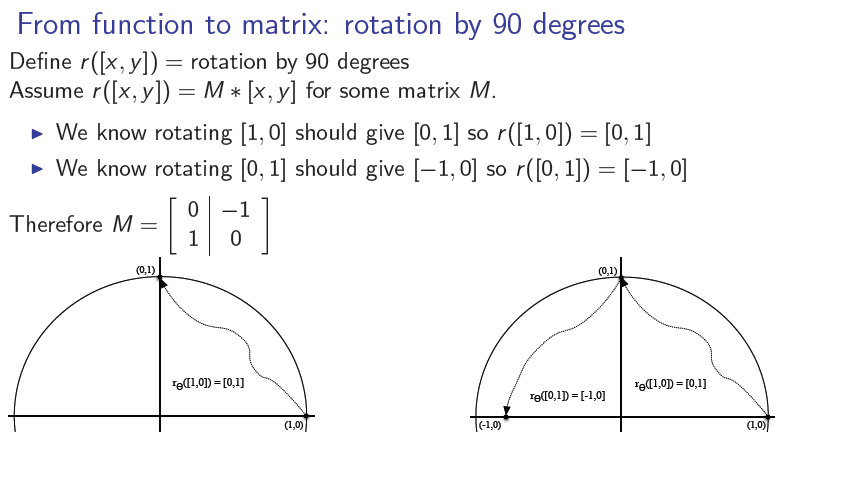 From function to matrix: rotation by 90 degrees
Define r([x, y]) = rotation by 90 degrees
Assume r([x, y]) = M ∗ [x, y] for some matrix M.
▶ We know rotating [1, 0] should give [0, 1] so r([1, 0]) = [0, 1]
▶ We know rotating [0, 1] should give [−1, 0] so r([0, 1]) = [−1, 0]
Therefore M = [ 0 | −1
1 | 0 ]
(0,1)
rΘ([1,0]) = [0,1]
(1,0)
(0,1)
rΘ([1,0]) = [0,1]
rΘ([0,1]) = [-1,0]
(-1,0)
(1,0)